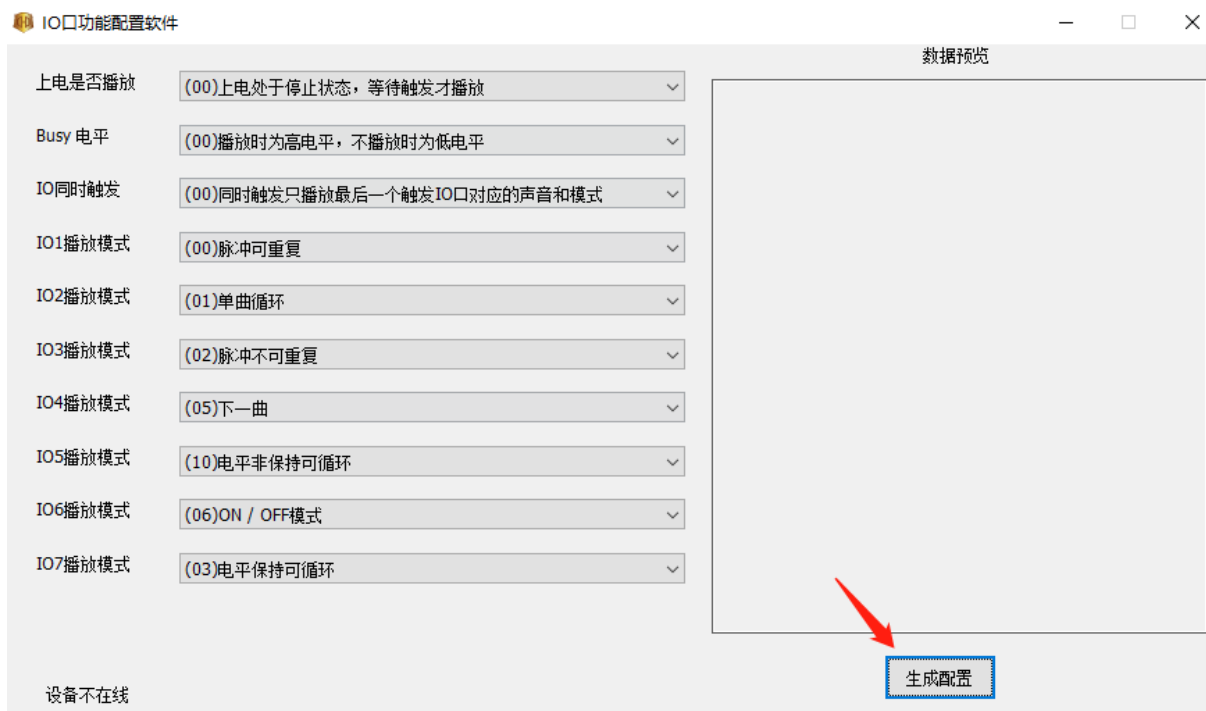 IO口功能配置软件
数据预览
上电是否播放
(00)上电处于停止状态，等待触发才播放
Busy 电平
(00)播放时为高电平，不播放时为低电平
IO同时触发
(00)同时触发只播放最后一个触发IO口对应的声音和模式
IO1播放模式
(00)脉冲可重复
IO2播放模式
(01)单曲循环
IO3播放模式
(02)脉冲不可重复
IO4播放模式
(05)下一曲
IO5播放模式
(10)电平非保持可循环
IO6播放模式
(06)ON / OFF模式
IO7播放模式
(03)电平保持可循环
生成配置
设备不在线